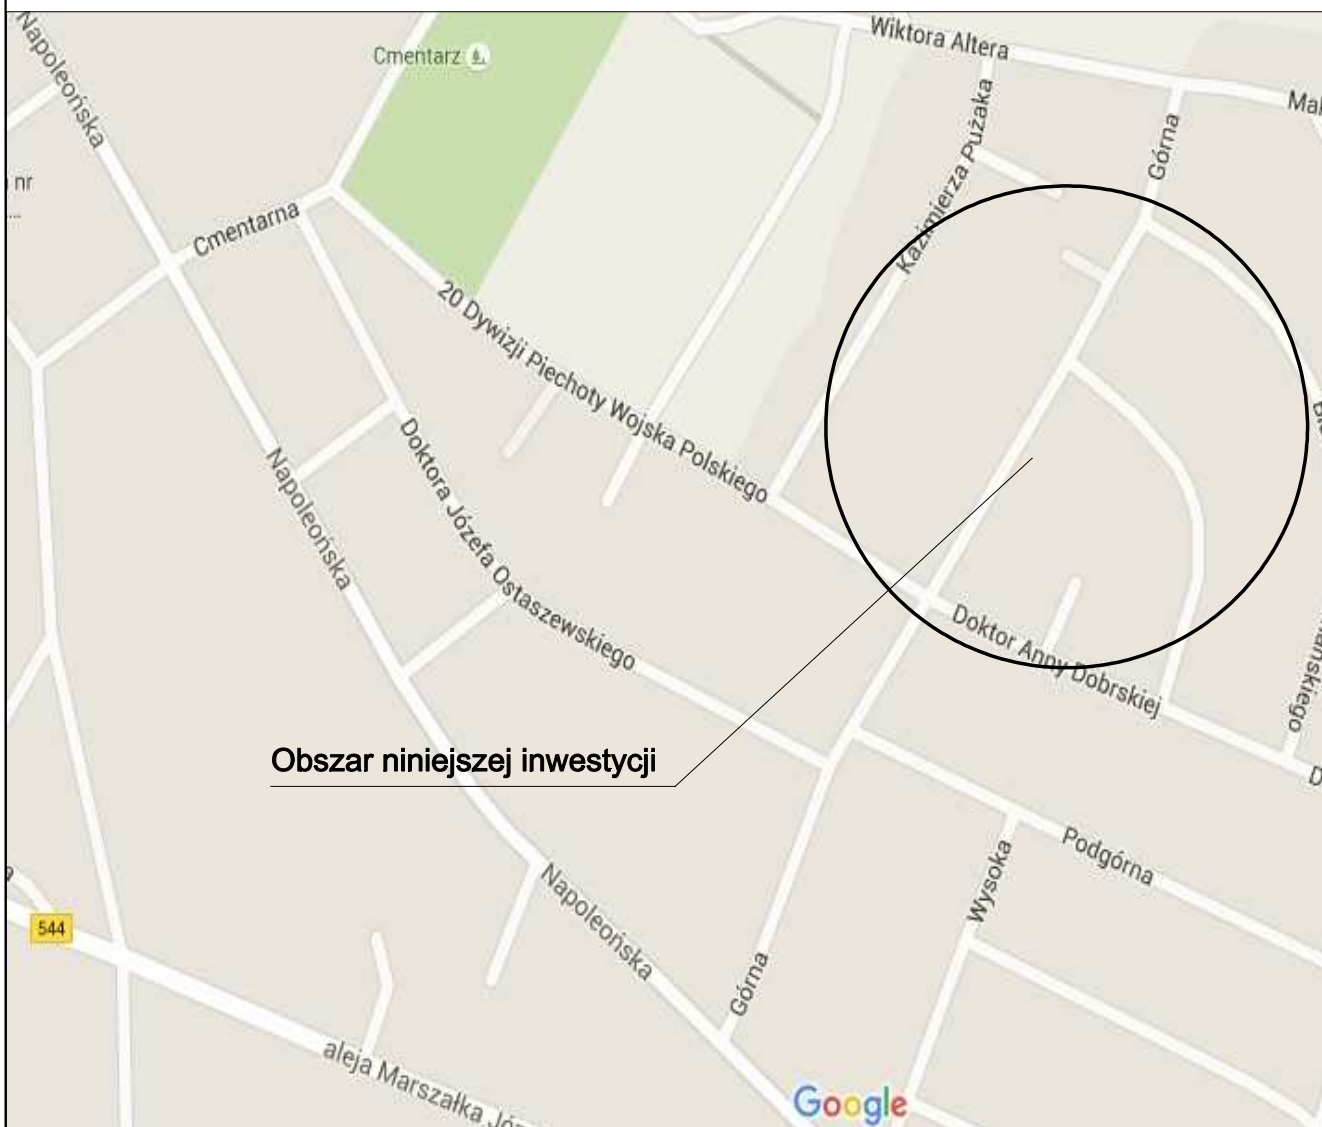 Napoleońska
Cmentarz
Wiktora Altera
Kazimierza Pużaka
Górna
nr
...
Cmentarna
20 Dywizji Piechoty Wojska Polskiego
Doktora Józefa Ostaszewskiego
Napoleońska
Doktor Anny Dobrskiej
Obszar niniejszej inwestycji
Podgórna
Wysoka
544
Napoleońska
Górna
aleja Marszałka
Google